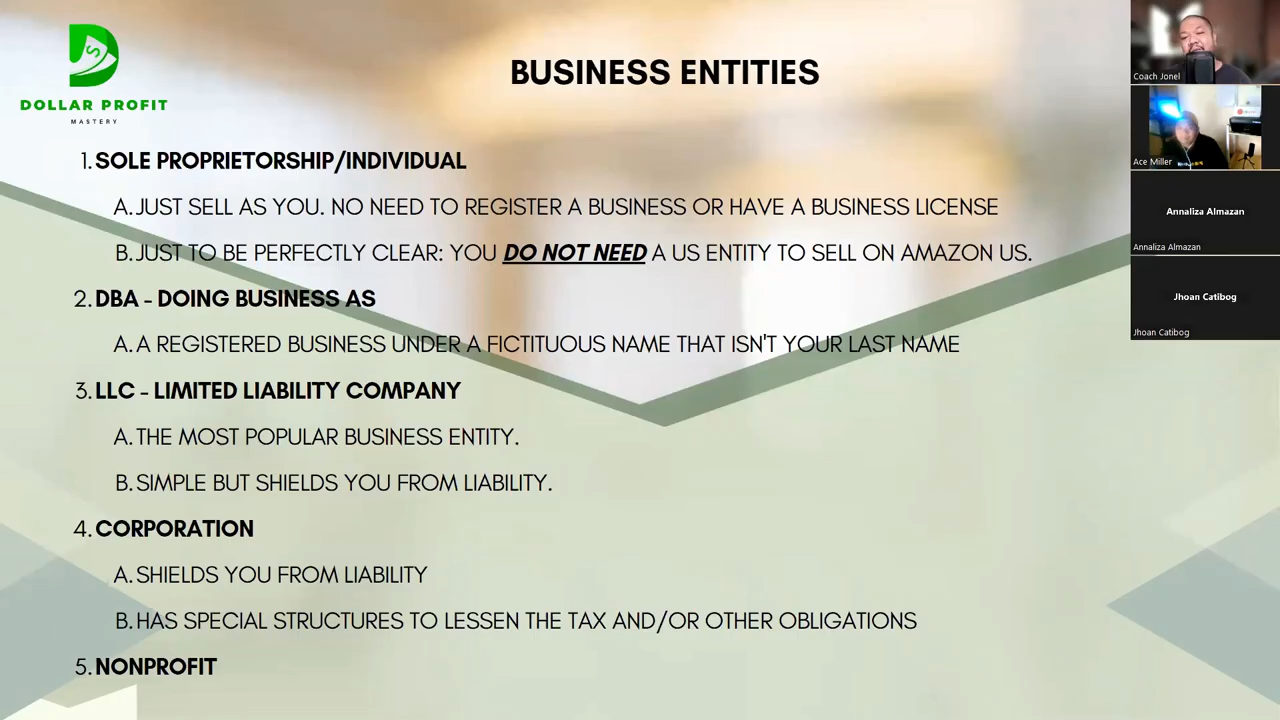 DOLLAR PROFIT
MASTERY
BUSINESS ENTITIES
1. SOLE PROPRIETORSHIP/INDIVIDUAL
A. JUST SELL AS YOU. NO NEED TO REGISTER A BUSINESS OR HAVE A BUSINESS LICENSE
B. JUST TO BE PERFECTLY CLEAR: YOU DO NOT NEED A US ENTITY TO SELL ON AMAZON US.
2. DBA - DOING BUSINESS AS
A. A REGISTERED BUSINESS UNDER A FICTITUOUS NAME THAT ISN'T YOUR LAST NAME
3. LLC - LIMITED LIABILITY COMPANY
A. THE MOST POPULAR BUSINESS ENTITY.
B. SIMPLE BUT SHIELDS YOU FROM LIABILITY.
4. CORPORATION
A. SHIELDS YOU FROM LIABILITY
B. HAS SPECIAL STRUCTURES TO LESSEN THE TAX AND/OR OTHER OBLIGATIONS
5. NONPROFIT
Coach Jonel
Ace Miller
Annaliza Almazan
Annaliza Almazan
Jhoan Catibog
Jhoan Catibog